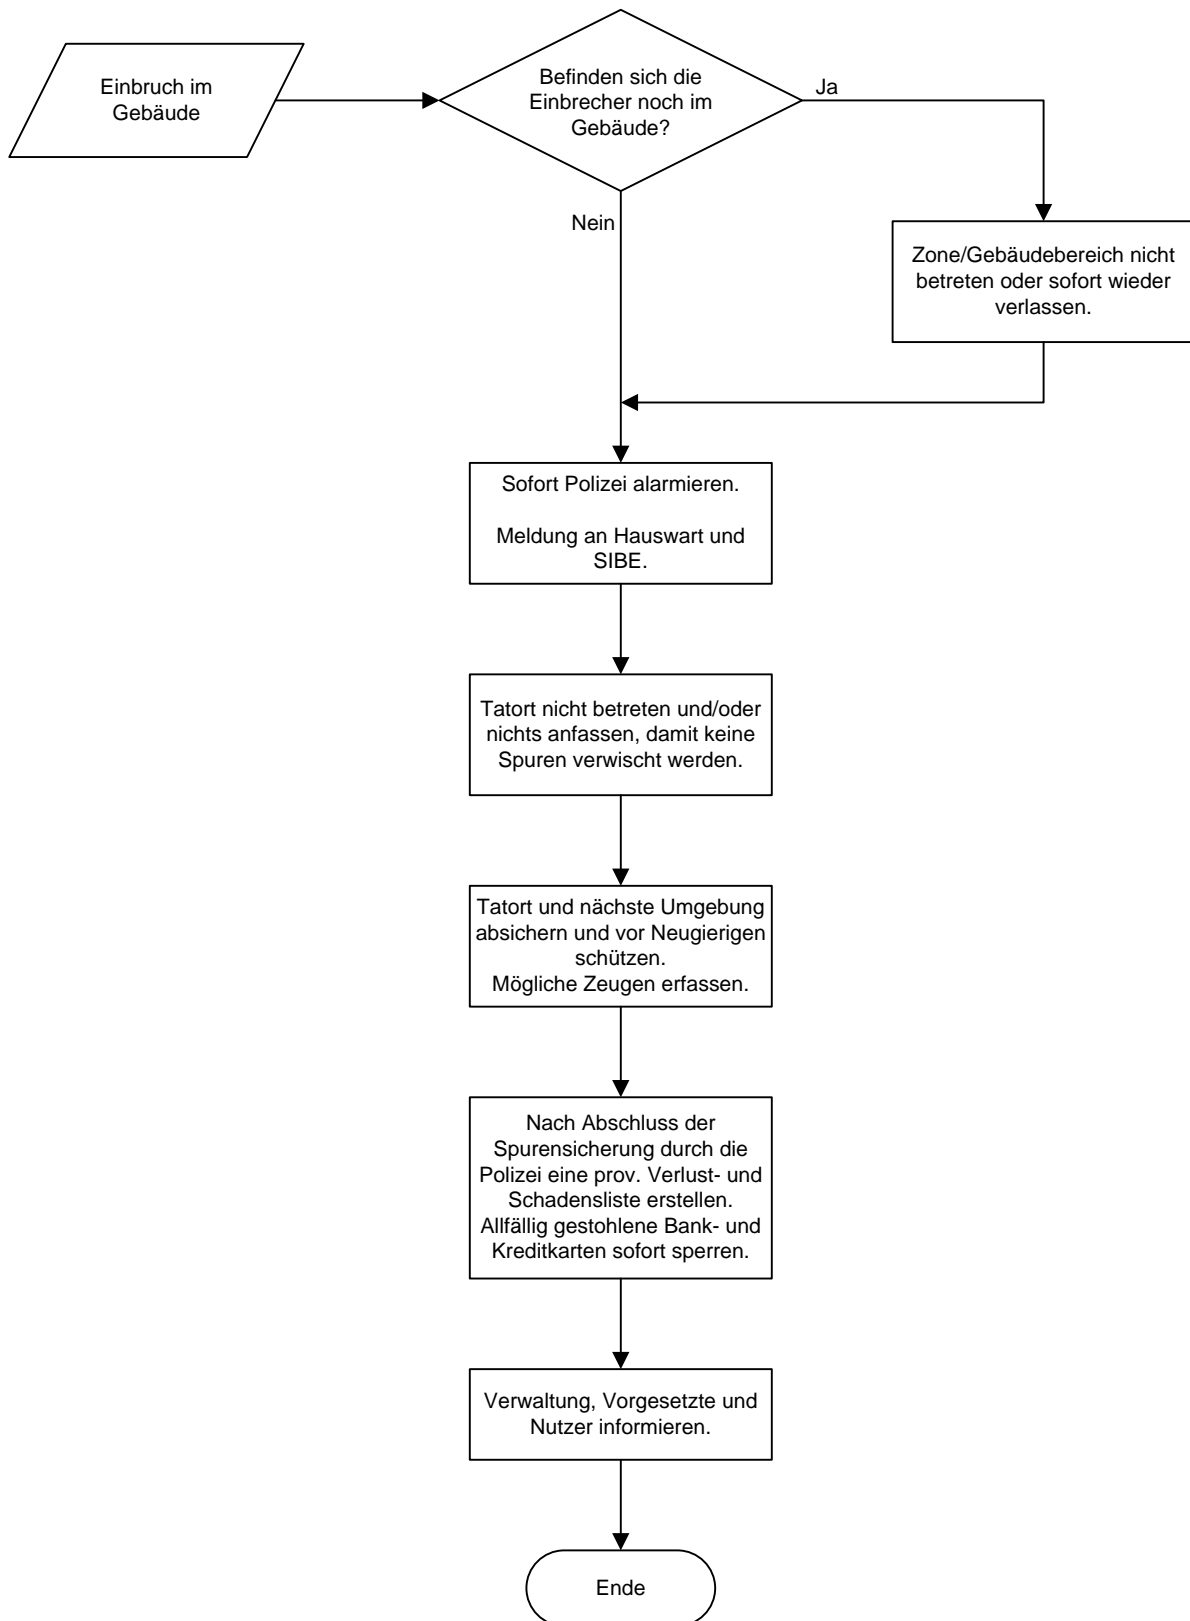 Einbruch im
Gebäude
Befinden sich die
Einbrecher noch im
Gebäude?
Ja
Nein
Zone/Gebäudebereich nicht
betreten oder sofort wieder
verlassen.
Sofort Polizei alarmieren.
Meldung an Hauswart und
SIBE.
Tatort nicht betreten und/oder
nichts anfassen, damit keine
Spuren verwischt werden.
Tatort und nächste Umgebung
absichern und vor Neugierigen
schützen.
Mögliche Zeugen erfassen.
Nach Abschluss der
Spurensicherung durch die
Polizei eine prov. Verlust- und
Schadensliste erstellen.
Allfällig gestohlene Bank- und
Kreditkarten sofort sperren.
Verwaltung, Vorgesetzte und
Nutzer informieren.
Ende